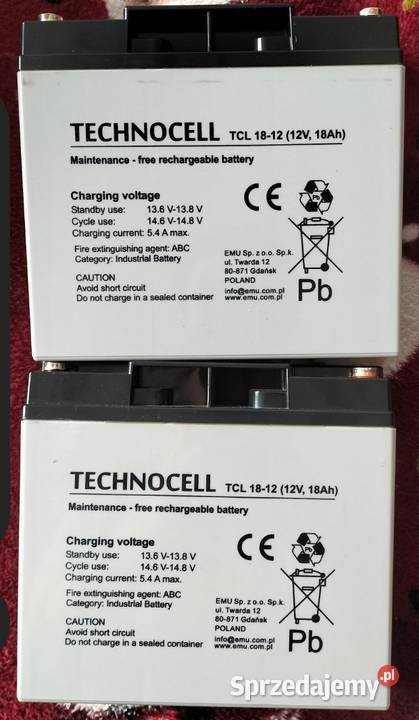 TECHNOCELL TCL 18-12 (12V, 18Ah)
Maintenance - free rechargeable battery
Charging voltage
Standby use: 13.6 V-13.8 V
Cycle use: 14.6 V-14.8 V
Charging current: 5.4 A max.
Fire extinguishing agent: ABC
Category: Industrial Battery
CAUTION
Avoid short circuit
Do not charge in a sealed container
CE
Pb
EMU Sp. z o.o. Sp.k.
ul. Twarda 12
80-871 Gdańsk
POLAND
info@emu.com.pl
www.emu.com.pl
Pb
TECHNOCELL TCL 18-12 (12V, 18Ah)
Maintenance - free rechargeable battery
Charging voltage
Standby use: 13.6 V-13.8 V
Cycle use: 14.6 V-14.8 V
Charging current: 5.4 A max.
Fire extinguishing agent: ABC
Category: Industrial Battery
CAUTION
Avoid short circuit
Do not charge in a sealed container
CE
Pb
EMU Sp. z o.o. Sp.k.
ul. Twarda 12
80-871 Gdańsk
POLAND
info@emu.com.pl
www.emu.com.pl
Pb
Sprzedajemy.pl